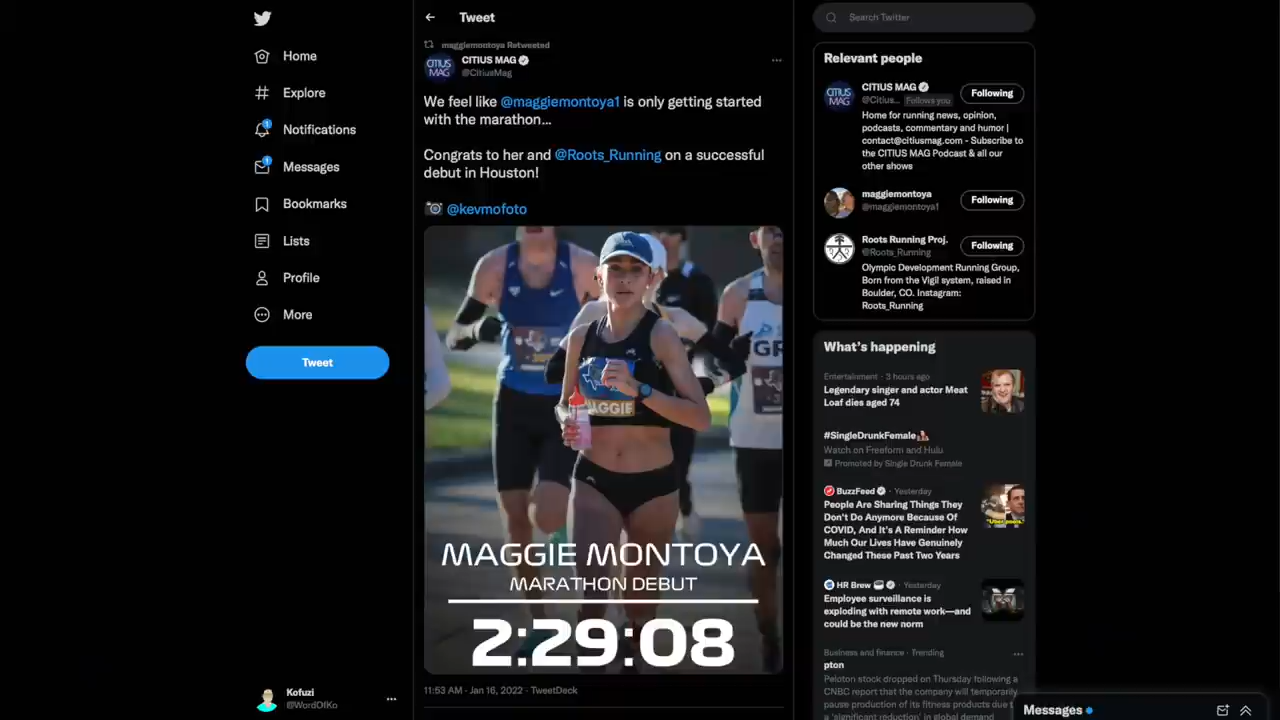 Home
Explore
1
Notifications
1
Messages
Bookmarks
Lists
Profile
More
Tweet
Kofuzi
@WordOfKo
Tweet
maggiemontoya Retweeted
CITIUS MAG
@CitiusMag
We feel like @maggiemontoya1 is only getting started
with the marathon...
Congrats to her and @Roots_Running on a successful
debut in Houston!
@kevmofoto
MAGGIE MONTOYA
MARATHON DEBUT
2:29:08
11:53 AM · Jan 16, 2022 · TweetDeck
Search Twitter
Relevant people
CITIUS MAG
@Citius... Follows you
Following
Home for running news, opinion,
podcasts, commentary and humor |
contact@citiusmag.com - Subscribe to
the CITIUS MAG Podcast & all our
other shows
maggiemontoya
@maggiemontoya1
Following
Roots Running Proj.
@Roots_Running
Following
Olympic Development Running Group,
Born from the Vigil system, raised in
Boulder, CO. Instagram:
Roots_Running
What's happening
Entertainment · 3 hours ago
Legendary singer and actor Meat
Loaf dies aged 74
#SingleDrunkFemale
Watch on Freeform and Hulu
Promoted by Single Drunk Female
BuzzFeed · Yesterday
People Are Sharing Things They
Don't Do Anymore Because Of
COVID, And It's A Reminder How
Much Our Lives Have Genuinely
Changed These Past Two Years
HR Brew · Yesterday
Employee surveillance is
exploding with remote work—and
could be the new norm
Business and finance · Trending
pton
Peloton stock dropped on Thursday following a
CNBC report that the company will temporarily
pause production of its fitness products due
a 'significant reduction' in global demand
Messages